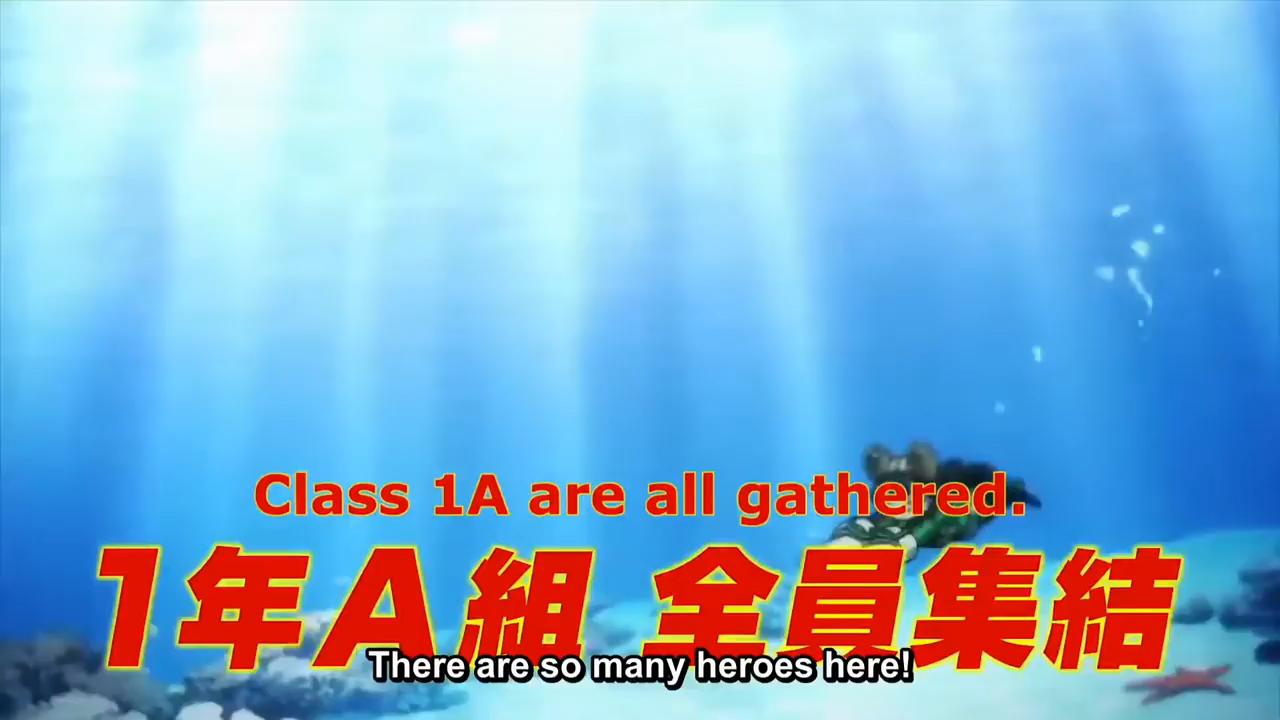 Class 1A are all gathered.
1年A組 全員集結
There are so many heroes here!